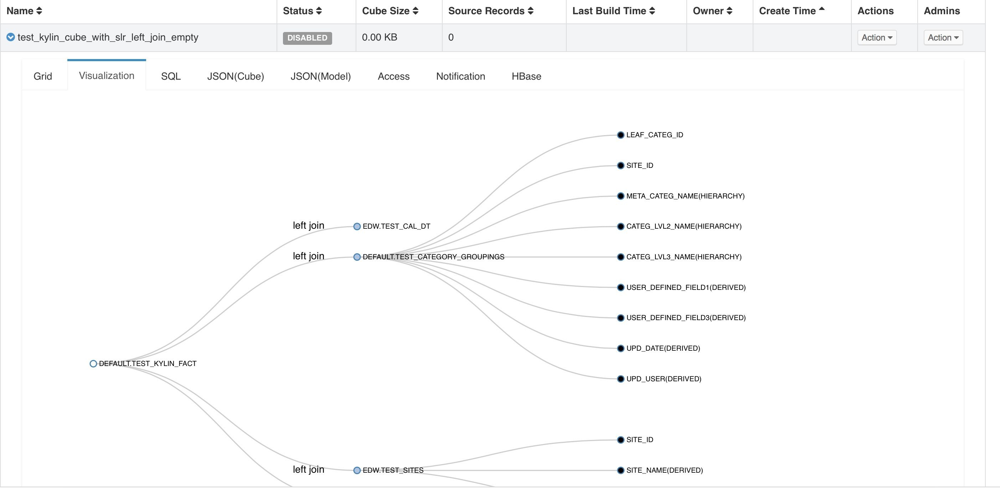 Name Status Cube Size Source Records Last Build Time Owner Create Time Actions Admins
test_kylin_cube_with_slr_left_join_empty DISABLED 0.00 KB 0 Action Action
Grid Visualization SQL JSON(Cube) JSON(Model) Access Notification HBase
LEAF_CATEG_ID
SITE_ID
META_CATEG_NAME(HIERARCHY)
left join EDW.TEST_CAL_DT CATEG_LVL2_NAME(HIERARCHY)
left join DEFAULT.TEST_CATEGORY_GROUPINGS CATEG_LVL3_NAME(HIERARCHY)
USER_DEFINED_FIELD1(DERIVED)
USER_DEFINED_FIELD3(DERIVED)
UPD_DATE(DERIVED)
DEFAULT.TEST_KYLIN_FACT
UPD_USER(DERIVED)
SITE_ID
left join EDW.TEST_SITES SITE_NAME(DERIVED)